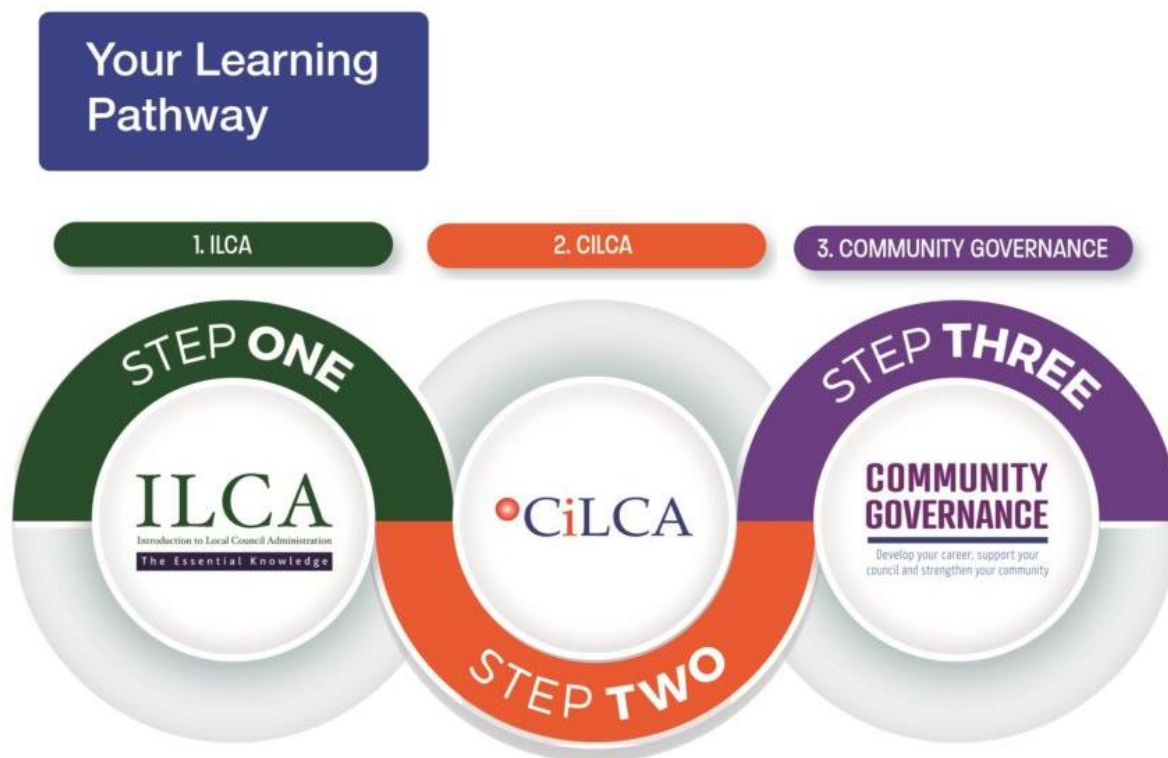 Your Learning
Pathway
1. ILCA
2. CILCA
3. COMMUNITY GOVERNANCE
STEP ONE
ILCA
Introduction to Local Council Administration
The Essential Knowledge
CiLCA
STEP TWO
STEP THREE
COMMUNITY
GOVERNANCE
Develop your career, support your
council and strengthen your community